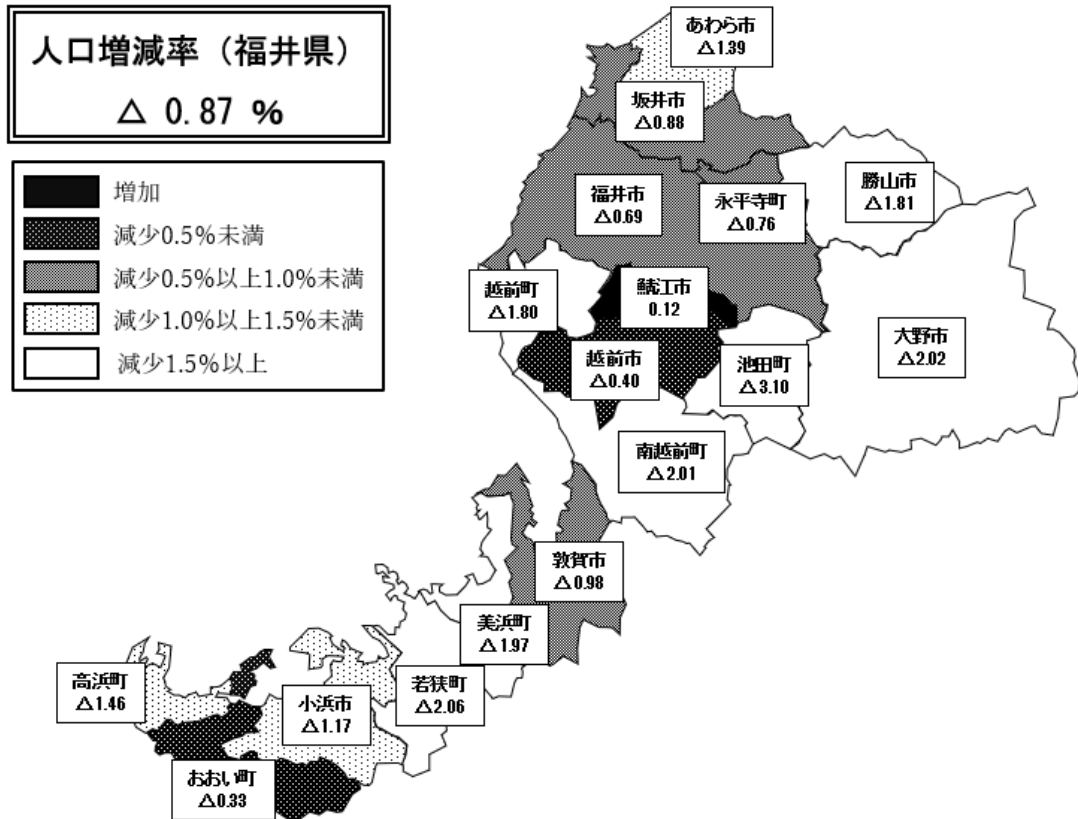 人口増減率（福井県）
△ 0.87 %
増加
減少0.5%未満
減少0.5%以上1.0%未満
減少1.0%以上1.5%未満
減少1.5%以上
あわら市
△1.39
坂井市
△0.88
福井市
△0.69
永平寺町
△0.76
勝山市
△1.81
越前町
△1.80
鯖江市
0.12
越前市
△0.40
池田町
△3.10
大野市
△2.02
南越前町
△2.01
敦賀市
△0.98
美浜町
△1.97
若狭町
△2.06
高浜町
△1.46
小浜市
△1.17
おおい町
△0.33